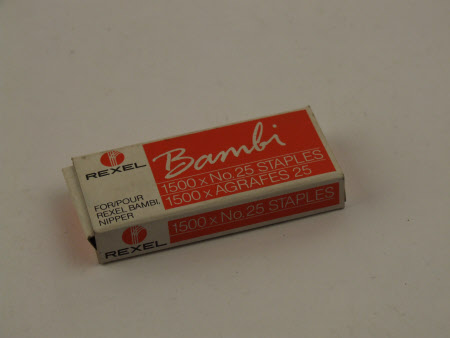 REXEL
Bambi
1500 x No. 25 STAPLES
1500 x AGRAFES 25
FOR/POUR
REXEL BAMBI,
NIPPER
REXEL
1500 x No. 25 STAPLES